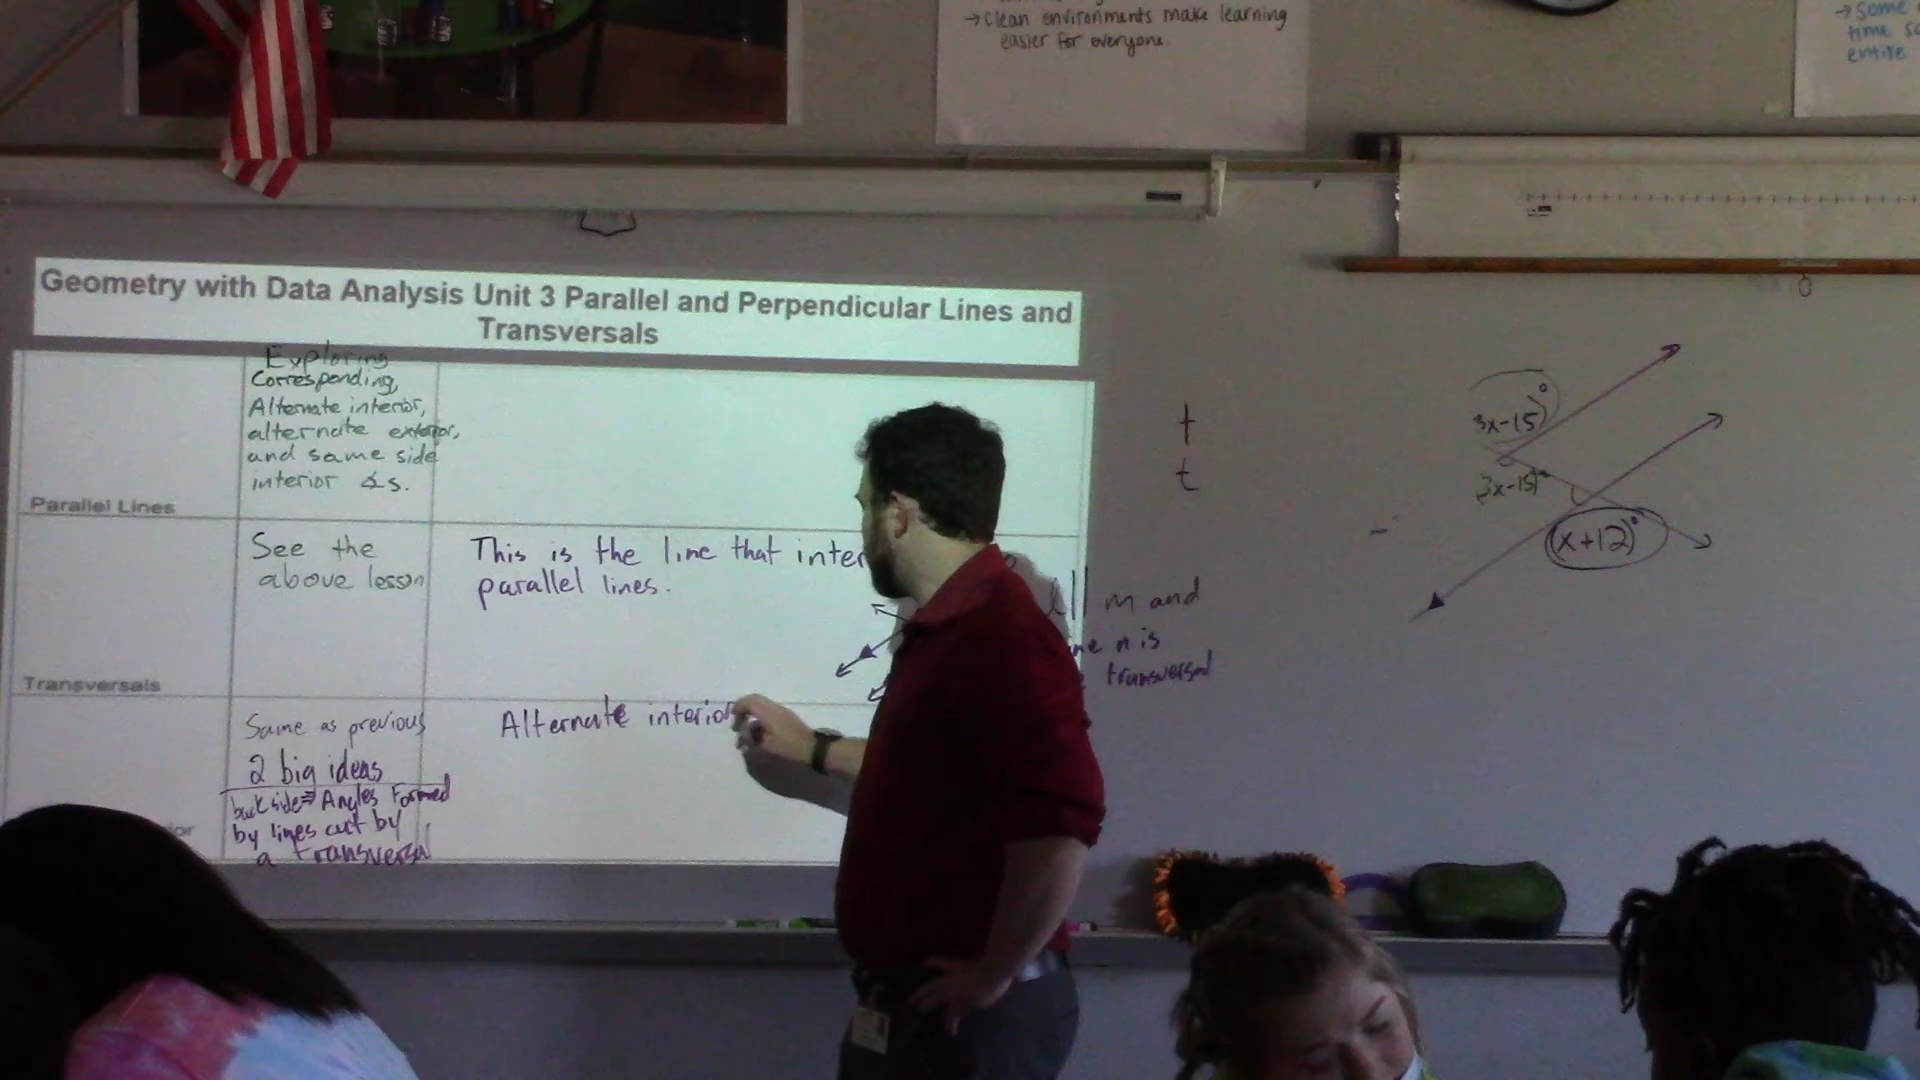 → Clean environments make learning
easier for everyone.
→ Some
time
entire
Geometry with Data Analysis Unit 3 Parallel and Perpendicular Lines and
Transversals
Exploring
Corresponding,
Alternate interior,
alternate exterior,
and same side
interior ∡s.
Parallel Lines
See the
above lesson
This is the line that inter
parallel lines.
Transversals
m and
n is
transversal
Same as previous
2 big ideas
back side⇒ Angles Formed
by lines cut by
a transversal
Alternate interior
t
t
3x-15)°
3x-15)°
(x+12)°